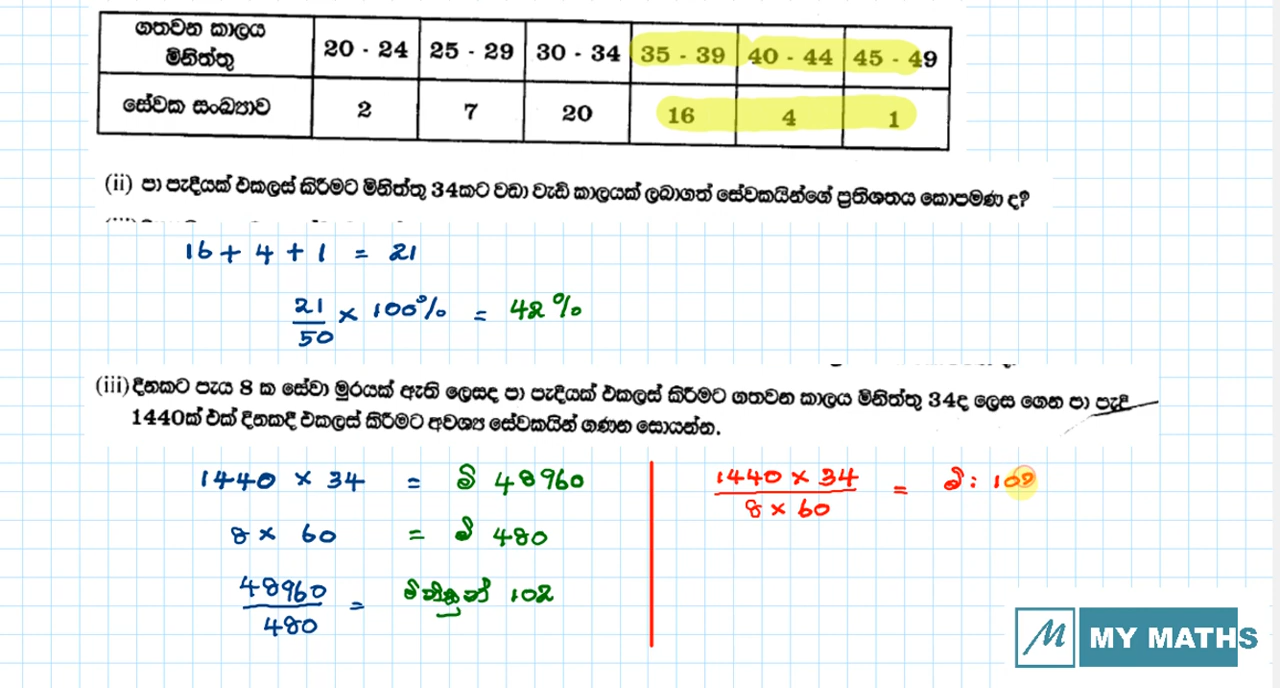 ගතවන කාලය මිනිත්තු 20 - 24 25 - 29 30 - 34 35 - 39 40 - 44 45 - 49
සේවක සංඛ්‍යාව 2 7 20 16 4 1
(ii) පා පැදියක් එකලස් කිරීමට මිනිත්තු 34කට වඩා වැඩි කාලයක් ලබාගත් සේවකයින්ගේ ප්‍රතිශතය කොපමණ ද?
16 + 4 + 1 = 21
21/50 × 100% = 42%
(iii) දිනකට පැය 8 ක සේවා මුරයක් ඇති ලෙසද පා පැදියක් එකලස් කිරීමට ගතවන කාලය මිනිත්තු 34ද ලෙස ගෙන පා පැදි
1440ක් එක් දිනකදී එකලස් කිරීමට අවශ්‍ය සේවකයින් ගණන සොයන්න.
1440 × 34 = මි 48960
8 × 60 = මි 480
48960/480 = මිනිසුන් 102
1440 × 34 / 8 × 60 = මි: 102
MY MATHS